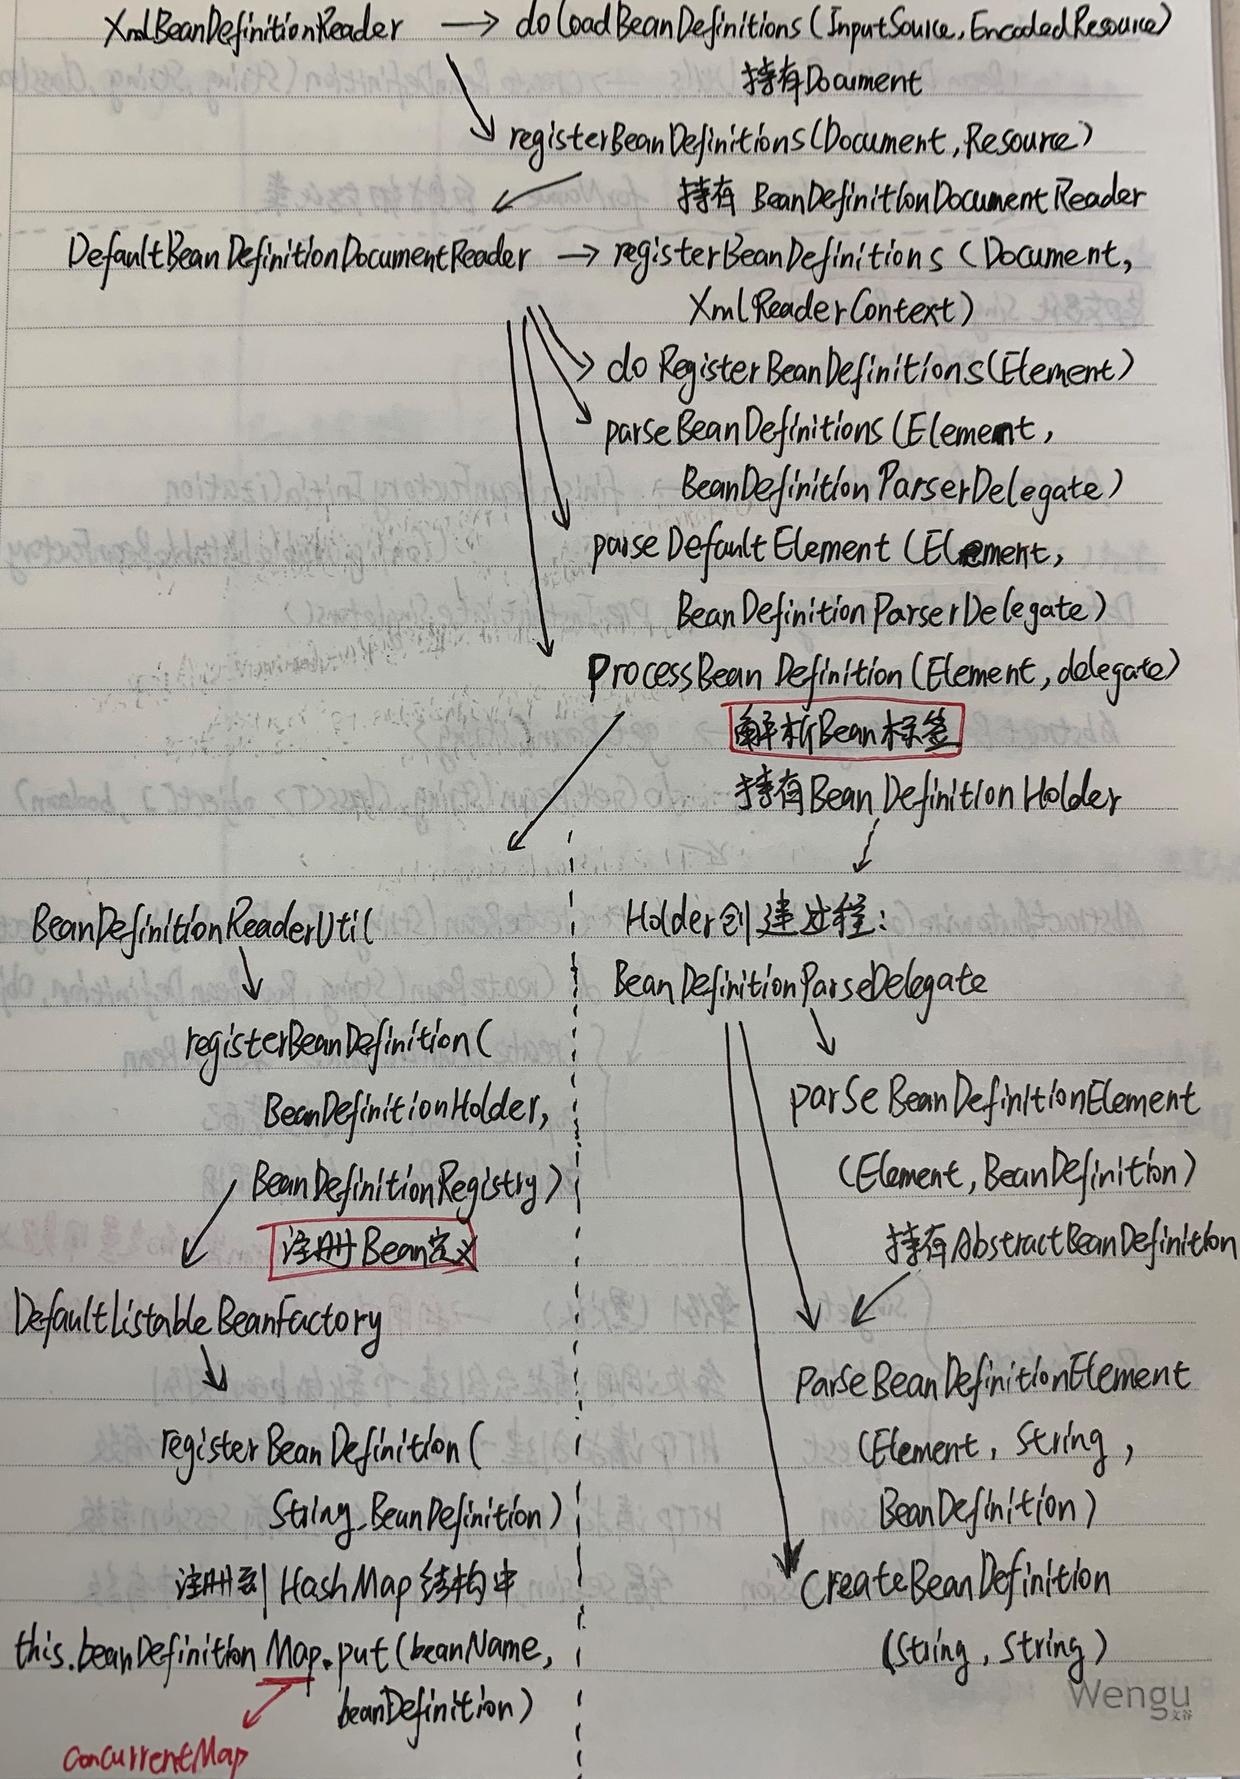 XmlBeanDefinitionReader → doLoadBeanDefinitions(InputSource, EncodedResource)
持有Document
registerBeanDefinitions(Document, Resource)
持有 BeanDefinitionDocumentReader
DefaultBeanDefinitionDocumentReader → registerBeanDefinitions (Document,
XmlReaderContext)
doRegisterBeanDefinitions(Element)
parseBeanDefinitions(Element,
BeanDefinitionParserDelegate)
parseDefaultElement(Element,
BeanDefinitionParserDelegate)
ProcessBeanDefinition(Element, delegate)
解析Bean标签
持有BeanDefinitionHolder
BeanDefinitionReaderUtil
registerBeanDefinition(
BeanDefinitionHolder,
BeanDefinitionRegistry)
注册Bean定义
DefaultListableBeanFactory
registerBeanDefinition(
String, BeanDefinition)
注册到HashMap结构中
this.beanDefinitionMap.put(beanName,
beanDefinition)
ConcurrentMap
Holder创建过程:
BeanDefinitionParseDelegate
parseBeanDefinitionElement
(Element, BeanDefinition)
持有AbstractBeanDefinition
ParseBeanDefinitionElement
(Element, String,
BeanDefinition)
CreateBeanDefinition
(String, String)
Wengu
文谷